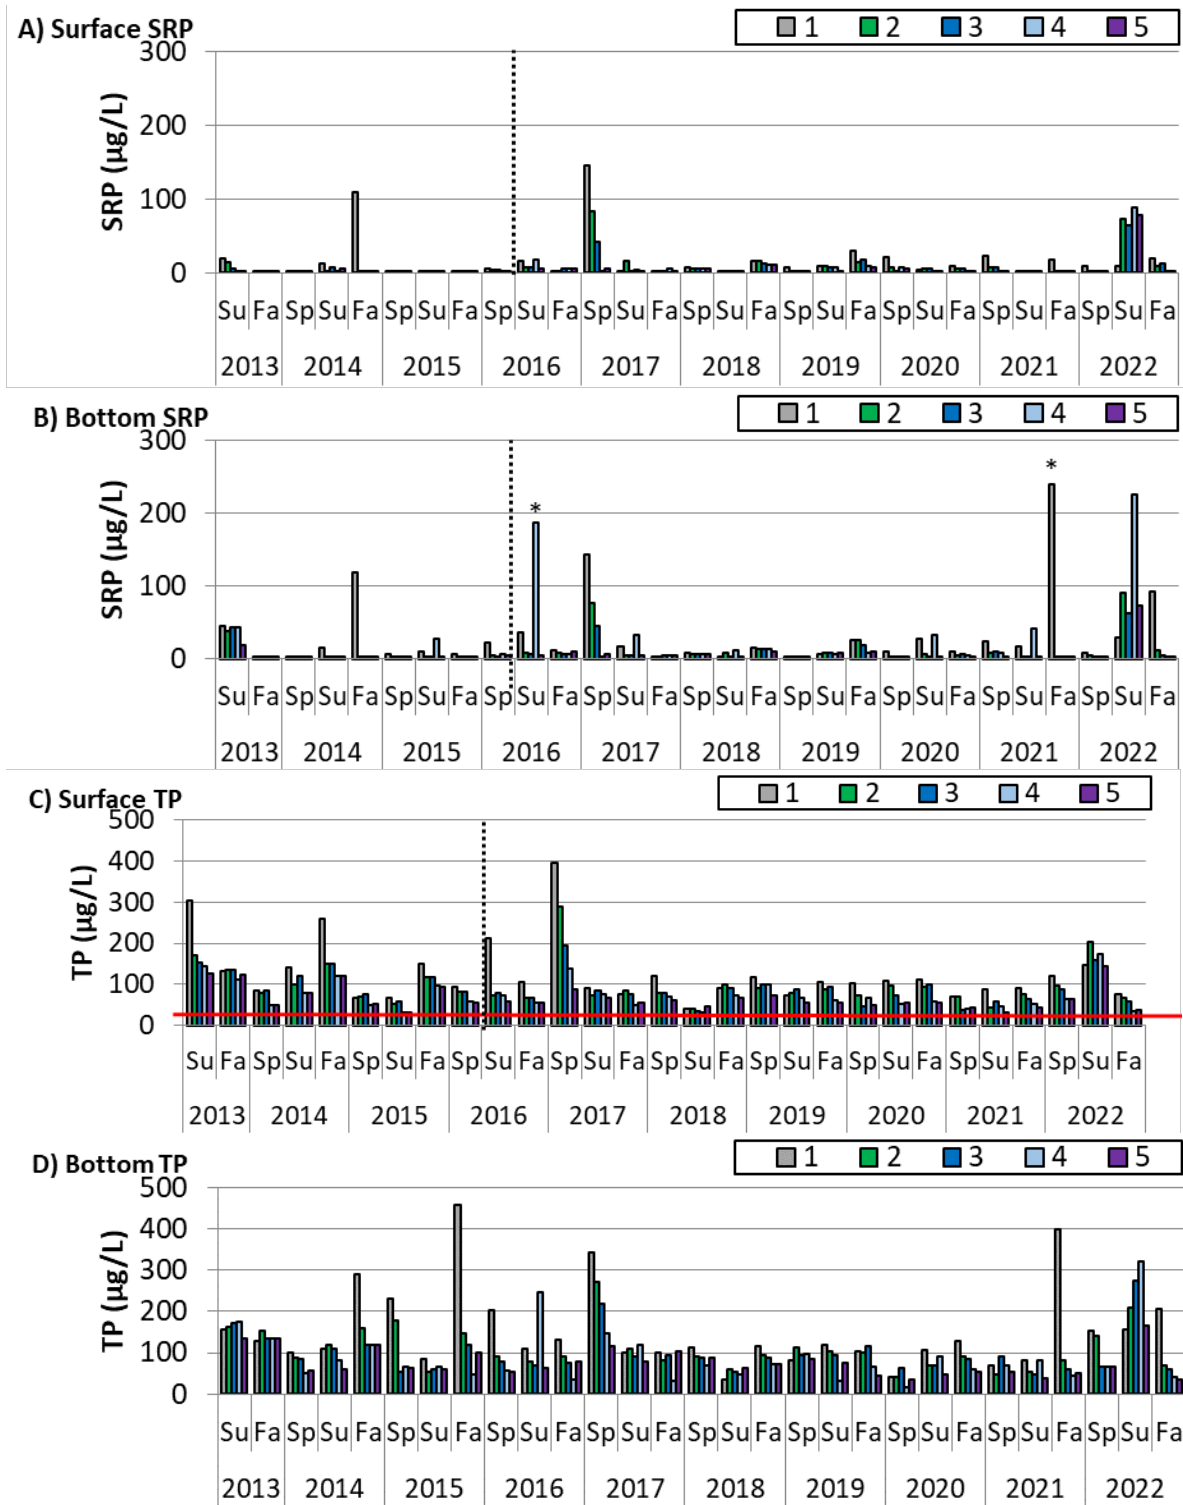 A) Surface SRP
1 2 3 4 5
300
200
100
0
SRP (µg/L)
Su Fa Sp Su Fa Sp Su Fa Sp Su Fa Sp Su Fa Sp Su Fa Sp Su Fa Sp Su Fa Sp Su Fa Sp Su Fa
2013 2014 2015 2016 2017 2018 2019 2020 2021 2022
B) Bottom SRP
1 2 3 4 5
300
200
100
0
SRP (µg/L)
* *
Su Fa Sp Su Fa Sp Su Fa Sp Su Fa Sp Su Fa Sp Su Fa Sp Su Fa Sp Su Fa Sp Su Fa Sp Su Fa
2013 2014 2015 2016 2017 2018 2019 2020 2021 2022
C) Surface TP
1 2 3 4 5
500
400
300
200
100
0
TP (µg/L)
Su Fa Sp Su Fa Sp Su Fa Sp Su Fa Sp Su Fa Sp Su Fa Sp Su Fa Sp Su Fa Sp Su Fa Sp Su Fa
2013 2014 2015 2016 2017 2018 2019 2020 2021 2022
D) Bottom TP
1 2 3 4 5
500
400
300
200
100
0
TP (µg/L)
Su Fa Sp Su Fa Sp Su Fa Sp Su Fa Sp Su Fa Sp Su Fa Sp Su Fa Sp Su Fa Sp Su Fa Sp Su Fa
2013 2014 2015 2016 2017 2018 2019 2020 2021 2022